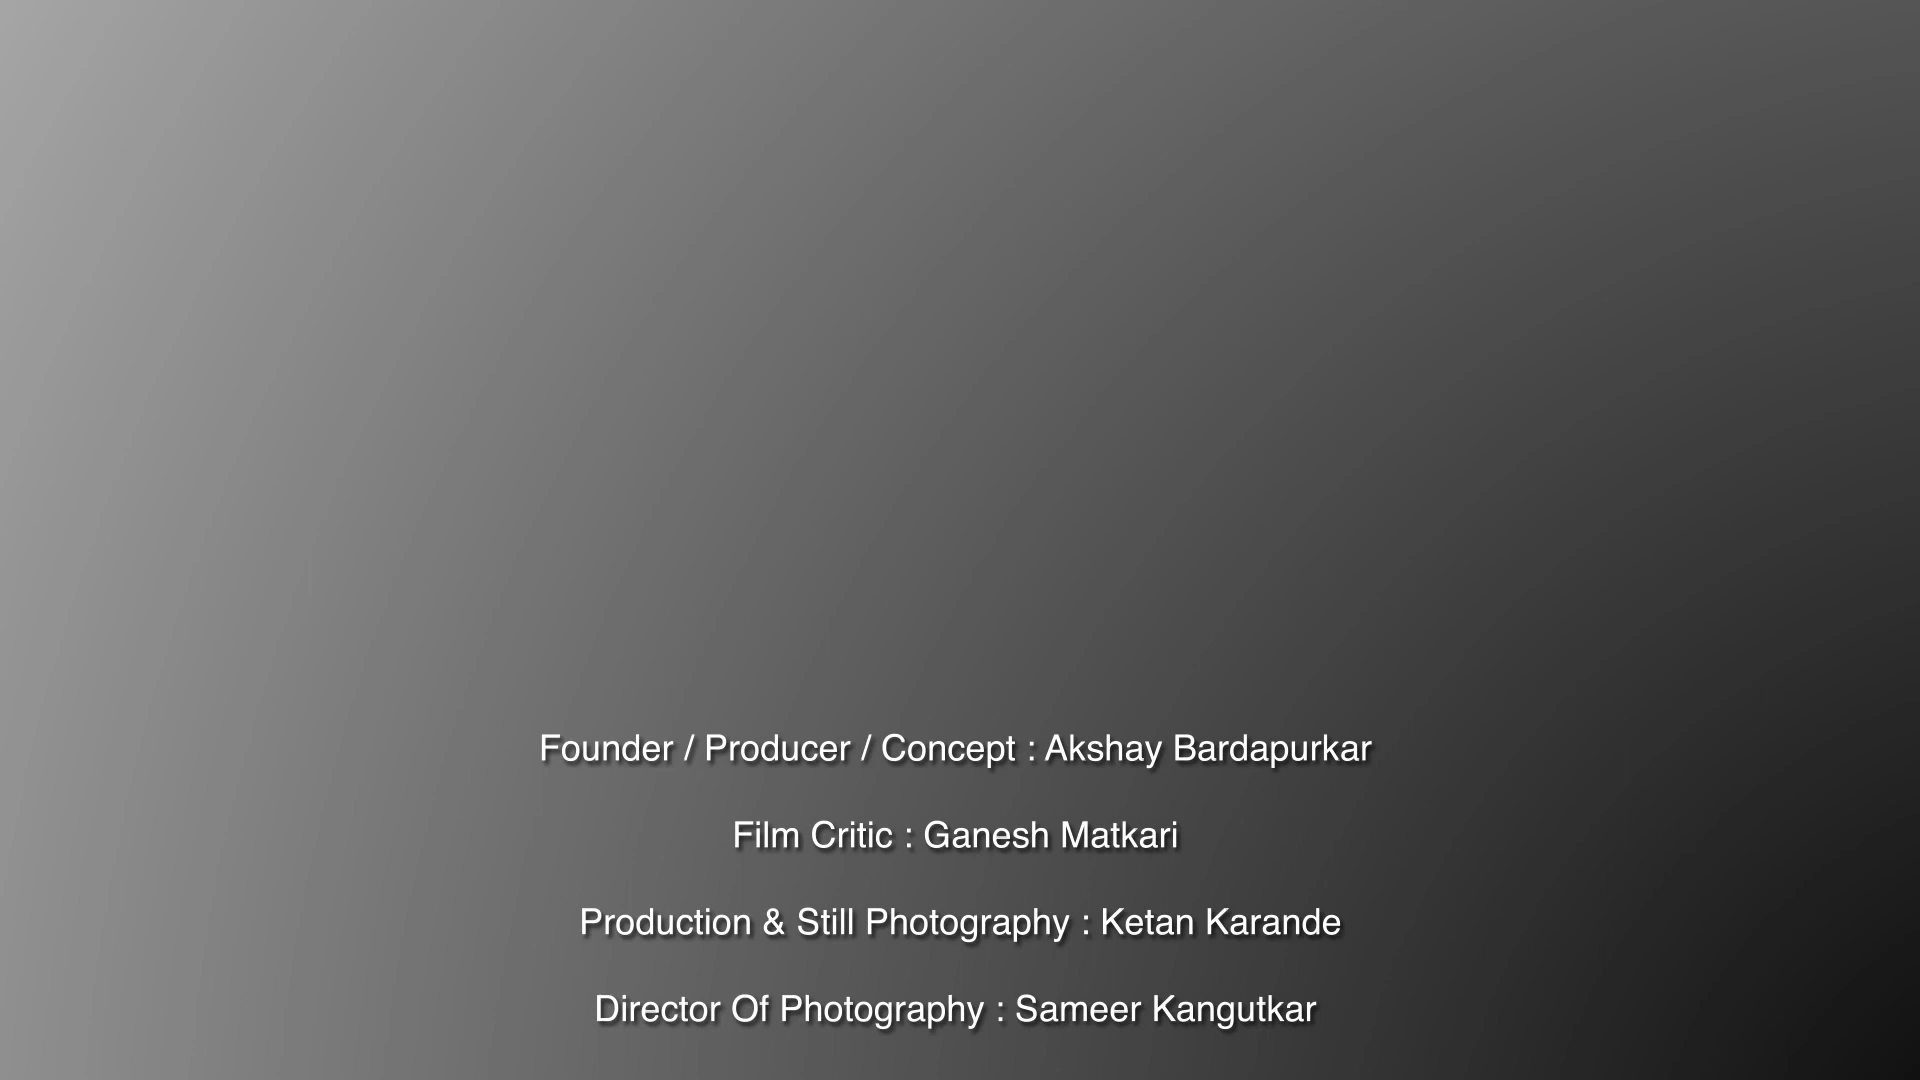 Founder / Producer / Concept : Akshay Bardapurkar
Film Critic : Ganesh Matkari
Production & Still Photography : Ketan Karande
Director Of Photography : Sameer Kangutkar